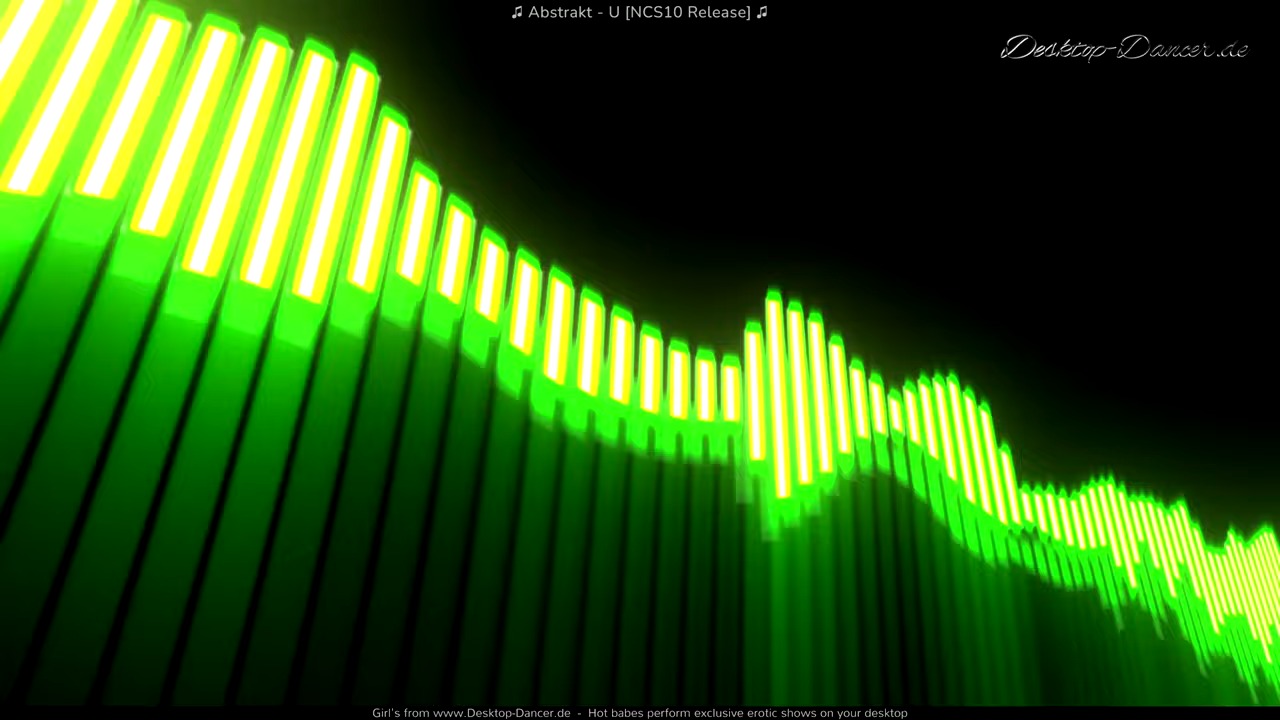 ♫ Abstrakt - U [NCS10 Release] ♫
Desktop-Dancer.de
Girl's from www.Desktop-Dancer.de - Hot babes perform exclusive erotic shows on your desktop